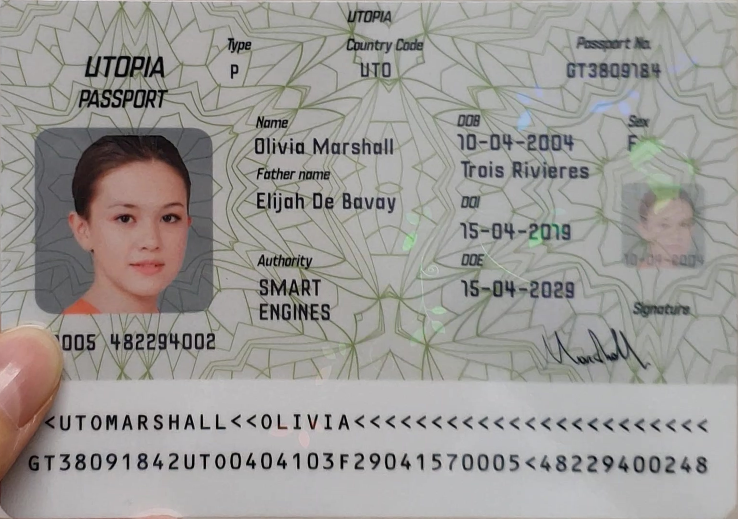 UTOPIA
Type
Country Code
Passport No.
UTOPIA
PASSPORT
P
UTO
GT3809184
Name
DOB
Sex
Olivia Marshall
10-04-2004
F
Father name
Trois Rivieres
Elijah De Bavay
DOI
15-04-2019
10-04-2004
Authority
DOE
SMART
ENGINES
15-04-2029
Signature
Marshall
005 482294002
<UTOMARSHALL<<OLIVIA<<<<<<<<<<<<<<<<<<<<<<<
GT38091842UTO0404103F29041570005<48229400248